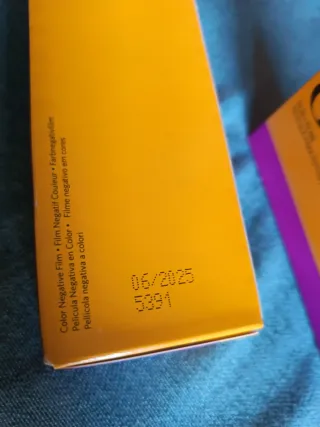 Color Negative Film • Film Négatif Couleur • Farbnegativfilm
Película Negativa en Color • Filme negativo em cores
Pellicola negativa a colori
06/2025
5391